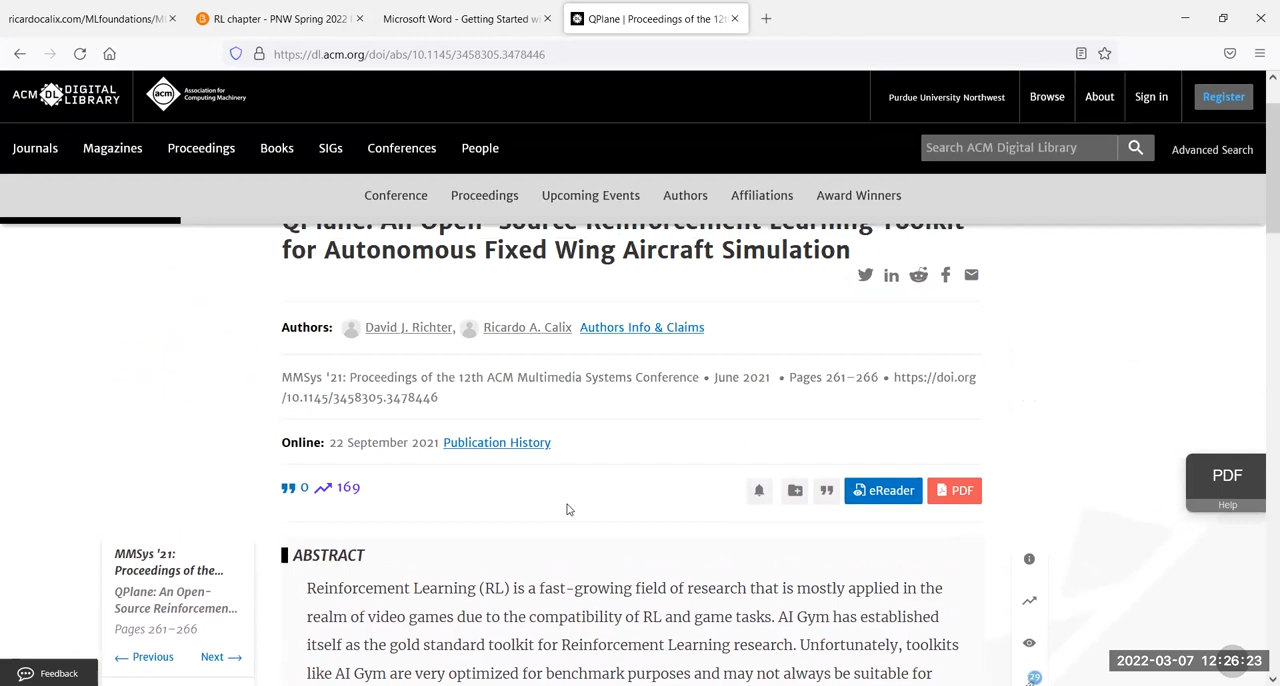 ricardocalix.com/MLfoundations/M
RL chapter - PNW Spring 2022
Microsoft Word - Getting Started w
QPlane | Proceedings of the 12t
https://dl.acm.org/doi/abs/10.1145/3458305.3478446
ACM DL DIGITAL LIBRARY
acm Association for Computing Machinery
Purdue University Northwest
Browse
About
Sign in
Register
Journals
Magazines
Proceedings
Books
SIGs
Conferences
People
Search ACM Digital Library
Advanced Search
Conference
Proceedings
Upcoming Events
Authors
Affiliations
Award Winners
QPlane: An Open-Source Reinforcement Learning Toolkit
for Autonomous Fixed Wing Aircraft Simulation
Authors: David J. Richter, Ricardo A. Calix Authors Info & Claims
MMSys '21: Proceedings of the 12th ACM Multimedia Systems Conference • June 2021 • Pages 261–266 • https://doi.org
/10.1145/3458305.3478446
Online: 22 September 2021 Publication History
0 169
eReader
PDF
PDF
Help
MMSys '21:
Proceedings of the...
QPlane: An Open-
Source Reinforcemen...
Pages 261–266
← Previous
Next →
ABSTRACT
Reinforcement Learning (RL) is a fast-growing field of research that is mostly applied in the
realm of video games due to the compatibility of RL and game tasks. AI Gym has established
itself as the gold standard toolkit for Reinforcement Learning research. Unfortunately, toolkits
like AI Gym are very optimized for benchmark purposes and may not always be suitable for
29
Feedback
2022-03-07 12:26:23